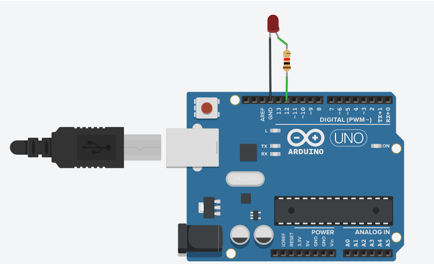 AREF
GND
13
12
~11
~10
~9
8
7
~6
~5
4
~3
2
TX→1
RX←0
DIGITAL (PWM~)
L
TX
RX
UNO
ARDUINO
ON
POWER
ANALOG IN
IOREF
RESET
3.3V
5V
GND
GND
Vin
A0
A1
A2
A3
A4
A5